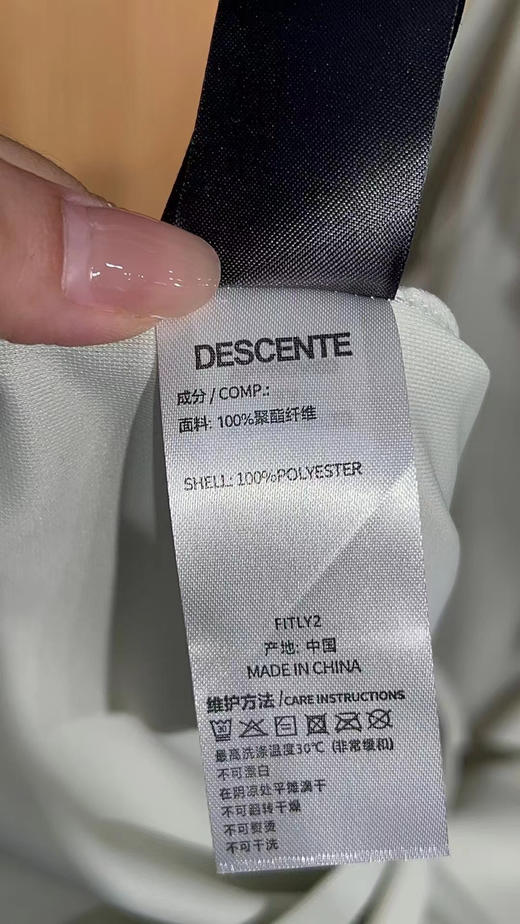 DESCENTE
成分 / COMP.:
面料: 100%聚酯纤维
SHELL: 100%POLYESTER
FITLY2
产地: 中国
MADE IN CHINA
维护方法 / CARE INSTRUCTIONS
30
最高洗涤温度30℃ (非常缓和)
不可漂白
在阴凉处平摊滴干
不可翻转干燥
不可熨烫
不可干洗